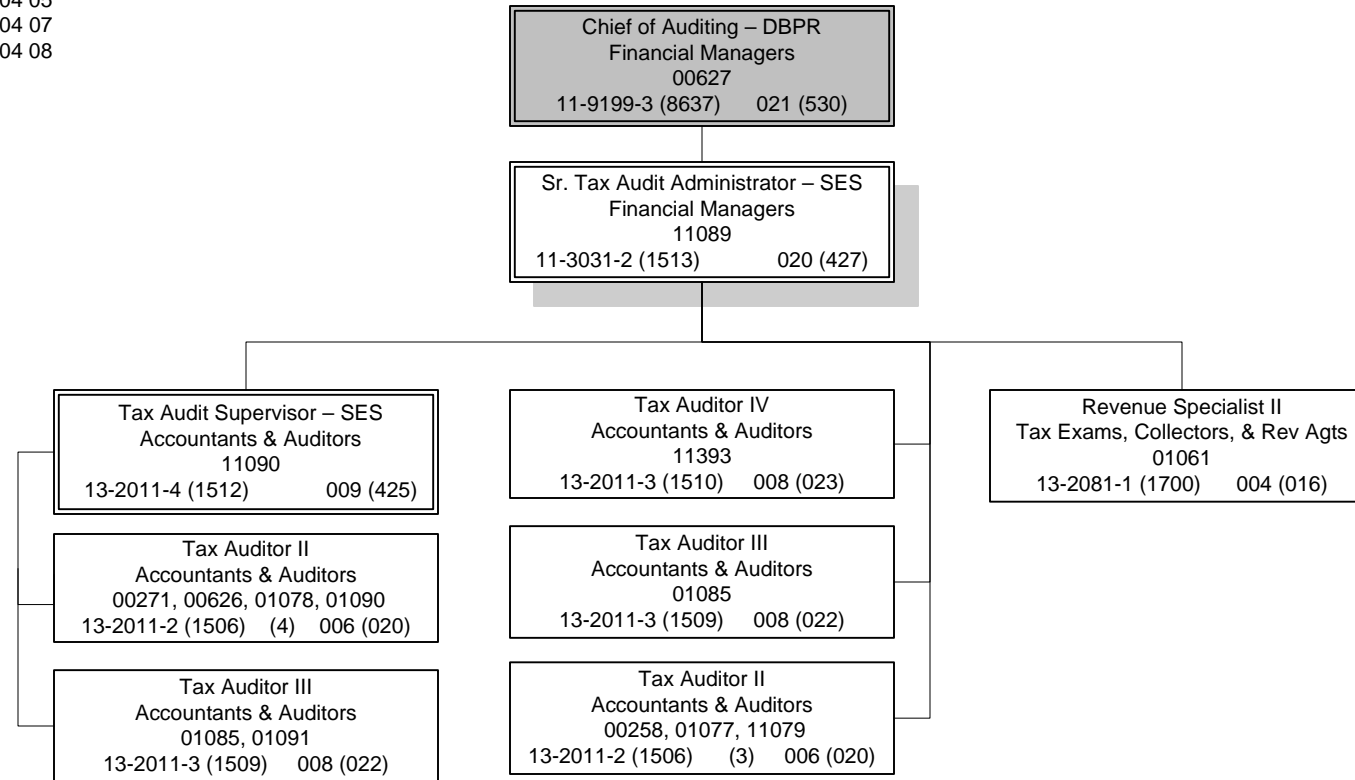 04 07
04 08
Chief of Auditing – DBPR
Financial Managers
00627
11-9199-3 (8637) 021 (530)
Sr. Tax Audit Administrator – SES
Financial Managers
11089
11-3031-2 (1513) 020 (427)
Tax Audit Supervisor – SES
Accountants & Auditors
11090
13-2011-4 (1512) 009 (425)
Tax Auditor II
Accountants & Auditors
00271, 00626, 01078, 01090
13-2011-2 (1506) (4) 006 (020)
Tax Auditor III
Accountants & Auditors
01085, 01091
13-2011-3 (1509) 008 (022)
Tax Auditor IV
Accountants & Auditors
11393
13-2011-3 (1510) 008 (023)
Tax Auditor III
Accountants & Auditors
01085
13-2011-3 (1509) 008 (022)
Tax Auditor II
Accountants & Auditors
00258, 01077, 11079
13-2011-2 (1506) (3) 006 (020)
Revenue Specialist II
Tax Exams, Collectors, & Rev Agts
01061
13-2081-1 (1700) 004 (016)